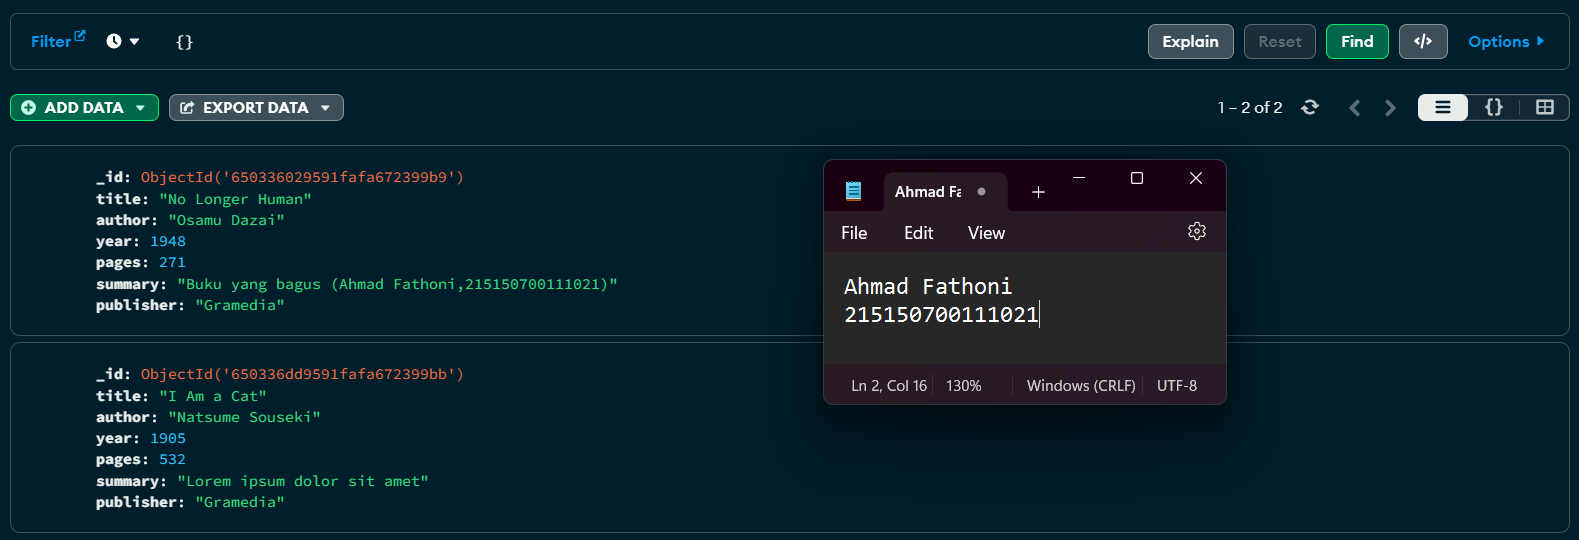 Filter {} Explain Reset Find </> Options
ADD DATA EXPORT DATA 1 – 2 of 2 {}
_id: ObjectId('650336029591fafa672399b9')
title: "No Longer Human"
author: "Osamu Dazai"
year: 1948
pages: 271
summary: "Buku yang bagus (Ahmad Fathoni,215150700111021)"
publisher: "Gramedia"
_id: ObjectId('650336dd9591fafa672399bb')
title: "I Am a Cat"
author: "Natsume Souseki"
year: 1905
pages: 532
summary: "Lorem ipsum dolor sit amet"
publisher: "Gramedia"
Ahmad Fa
File Edit View
Ahmad Fathoni
215150700111021
Ln 2, Col 16 130% Windows (CRLF) UTF-8